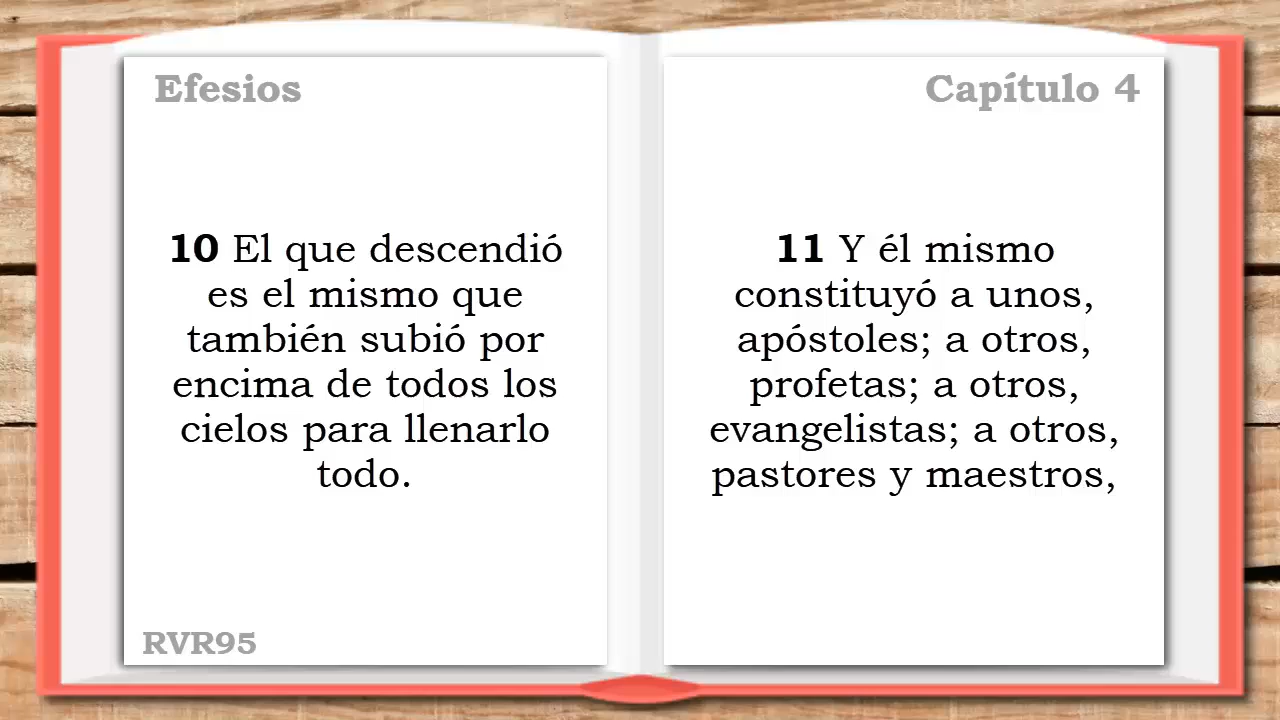 Efesios
10 El que descendió
es el mismo que
también subió por
encima de todos los
cielos para llenarlo
todo.
RVR95
Capítulo 4
11 Y él mismo
constituyó a unos,
apóstoles; a otros,
profetas; a otros,
evangelistas; a otros,
pastores y maestros,